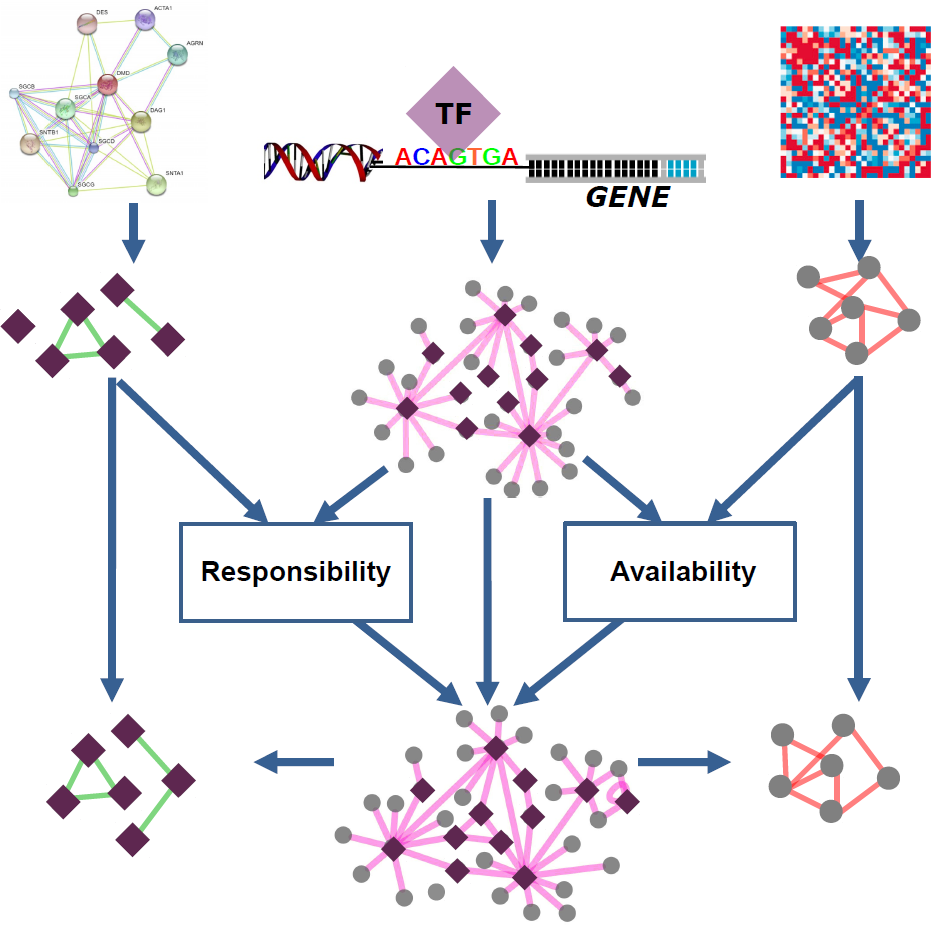 DES
ACTA1
AGRN
DMD
SGCB
SGCA
DAG1
SNTB1
SGCD
SGCG
SNTA1
TF
ACAGTGA
GENE
Responsibility
Availability